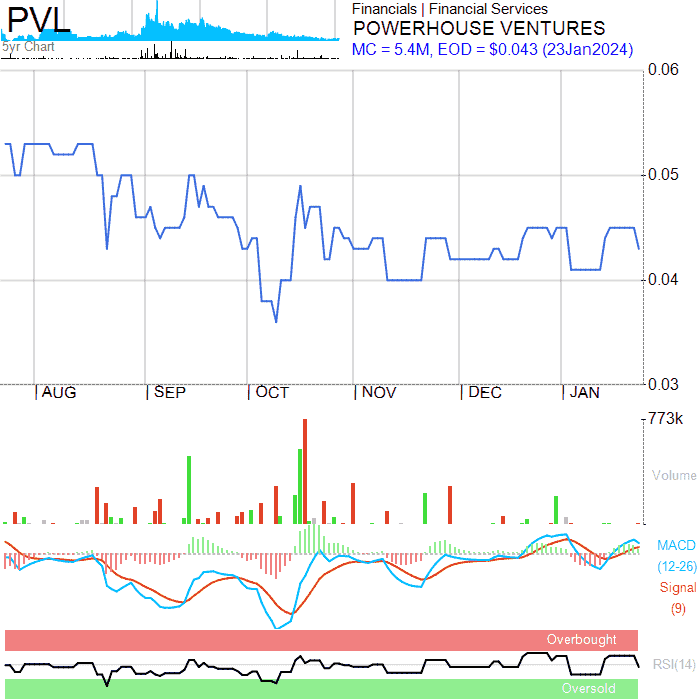 PVL
5yr Chart
Financials | Financial Services
POWERHOUSE VENTURES
MC = 5.4M, EOD = $0.043 (23Jan2024)
0.06
0.05
0.04
0.03
AUG SEP OCT NOV DEC JAN
773k
Volume
MACD
(12-26)
Signal
(9)
Overbought
RSI(14)
Oversold